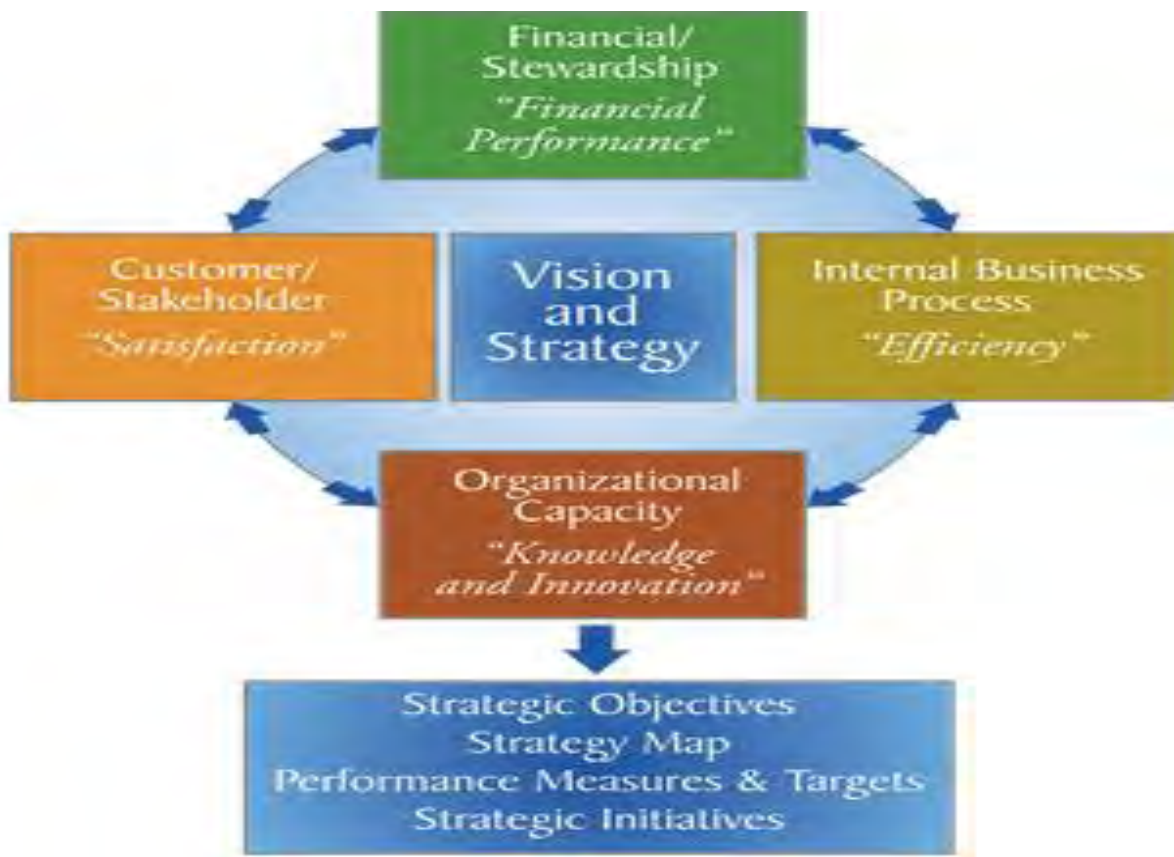 Financial/
Stewardship
“Financial
Performance”
Customer/
Stakeholder
“Satisfaction”
Vision
and
Strategy
Internal Business
Process
“Efficiency”
Organizational
Capacity
“Knowledge
and Innovation”
Strategic Objectives
Strategy Map
Performance Measures & Targets
Strategic Initiatives